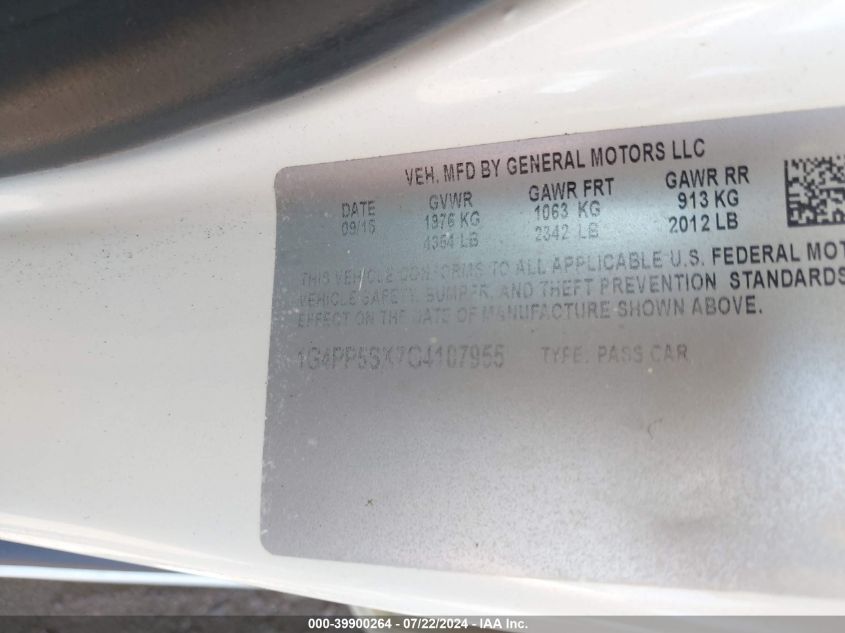 VEH. MFD BY GENERAL MOTORS LLC
DATE GVWR GAWR FRT GAWR RR
09/15 1976 KG 1063 KG 913 KG
4354 LB 2342 LB 2012 LB
THIS VEHICLE CONFORMS TO ALL APPLICABLE U.S. FEDERAL MOT
VEHICLE SAFETY, BUMPER, AND THEFT PREVENTION STANDARDS
EFFECT ON THE DATE OF MANUFACTURE SHOWN ABOVE.
1G4PP5SK7G4107955 TYPE: PASS CAR
000-39900264 - 07/22/2024 - IAA Inc.